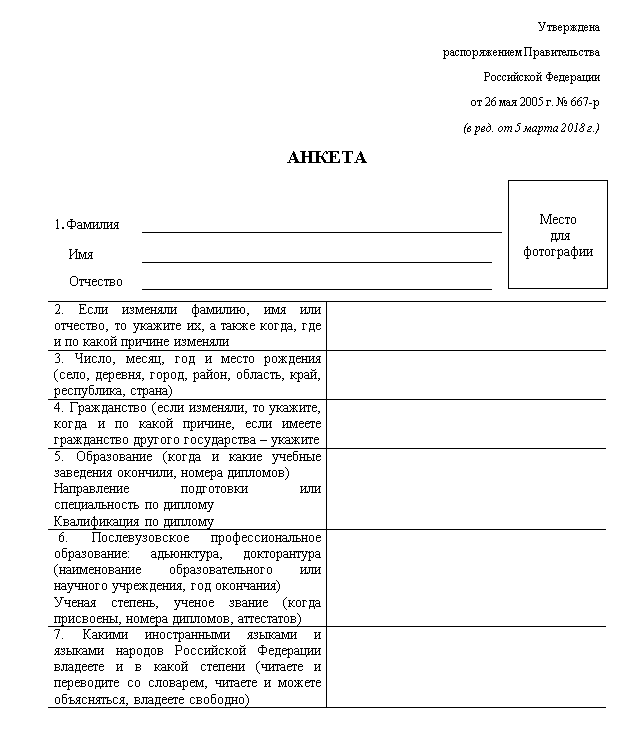 Утверждена
распоряжением Правительства
Российской Федерации
от 26 мая 2005 г. № 667-р
(в ред. от 5 марта 2018 г.)
АНКЕТА
Место
для
фотографии
1. Фамилия
Имя
Отчество
2. Если изменяли фамилию, имя или
отчество, то укажите их, а также когда, где
и по какой причине изменяли
3. Число, месяц, год и место рождения
(село, деревня, город, район, область, край,
республика, страна)
4. Гражданство (если изменяли, то укажите,
когда и по какой причине, если имеете
гражданство другого государства – укажите
5. Образование (когда и какие учебные
заведения окончили, номера дипломов)
Направление подготовки или
специальность по диплому
Квалификация по диплому
6. Послевузовское профессиональное
образование: адъюнктура, докторантура
(наименование образовательного или
научного учреждения, год окончания)
Ученая степень, ученое звание (когда
присвоены, номера дипломов, аттестатов)
7. Какими иностранными языками и
языками народов Российской Федерации
владеете и в какой степени (читаете и
переводите со словарем, читаете и можете
объясняться, владеете свободно)